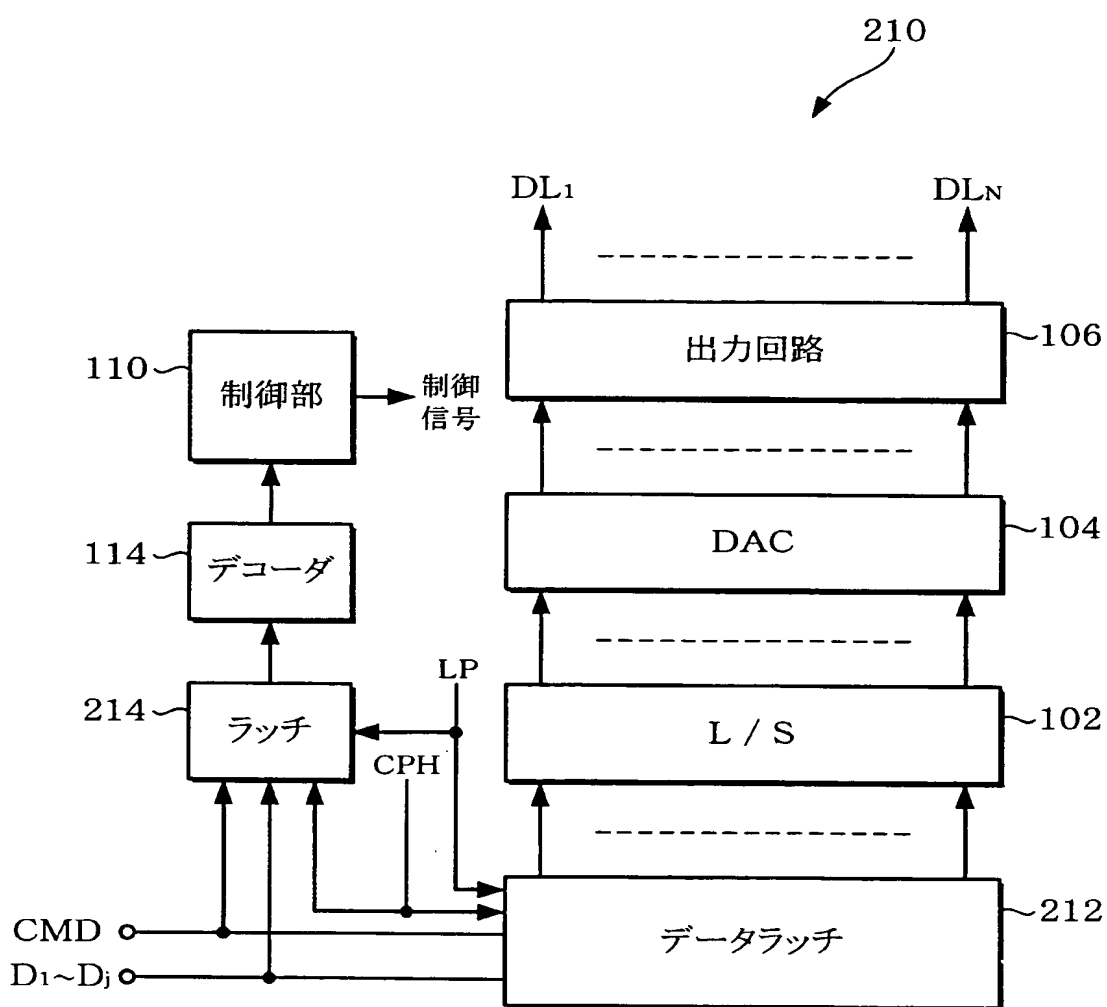 210
DL1
DLN
出力回路
106
110
制御部
制御
信号
DAC
104
114
デコーダ
LP
214
ラッチ
L / S
102
CPH
CMD
データラッチ
212
D1~Dj